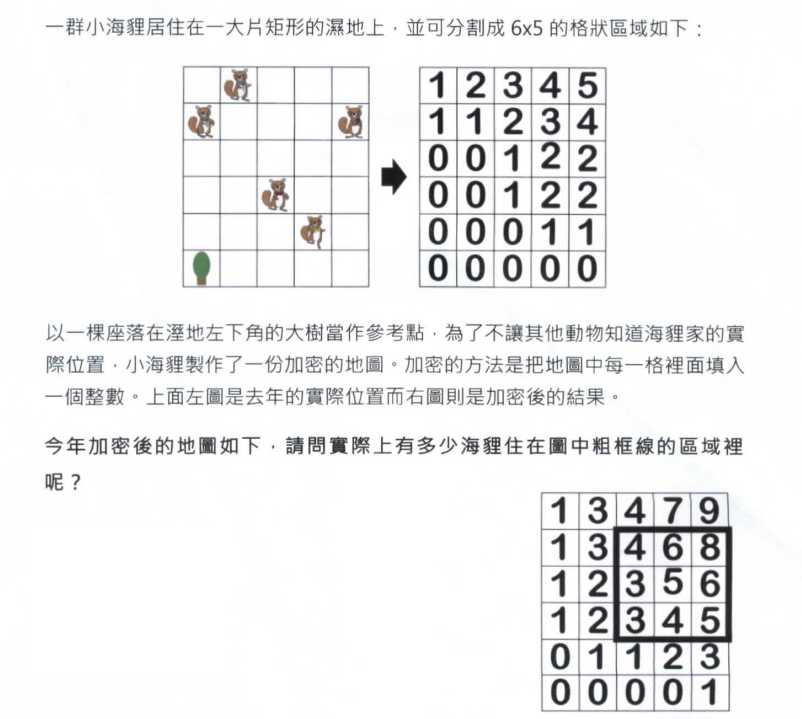 一群小海貍居住在一大片矩形的濕地上,並可分割成 6x5 的格狀區域如下:
1 2 3 4 5
1 1 2 3 4
0 0 1 2 2
0 0 1 2 2
0 0 0 1 1
0 0 0 0 0
以一棵座落在溼地左下角的大樹當作參考點,為了不讓其他動物知道海貍家的實
際位置,小海貍製作了一份加密的地圖。加密的方法是把地圖中每一格裡面填入
一個整數。上面左圖是去年的實際位置而右圖則是加密後的結果。
今年加密後的地圖如下,請問實際上有多少海貍住在圖中粗框線的區域裡
呢?
1 3 4 7 9
1 3 4 6 8
1 2 3 5 6
1 2 3 4 5
0 1 1 2 3
0 0 0 0 1